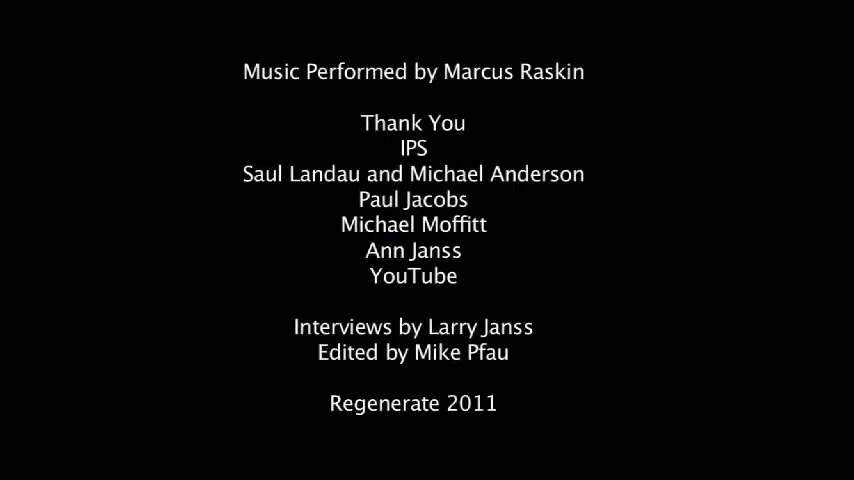 Music Performed by Marcus Raskin
Thank You
IPS
Saul Landau and Michael Anderson
Paul Jacobs
Michael Moffitt
Ann Janss
YouTube
Interviews by Larry Janss
Edited by Mike Pfau
Regenerate 2011